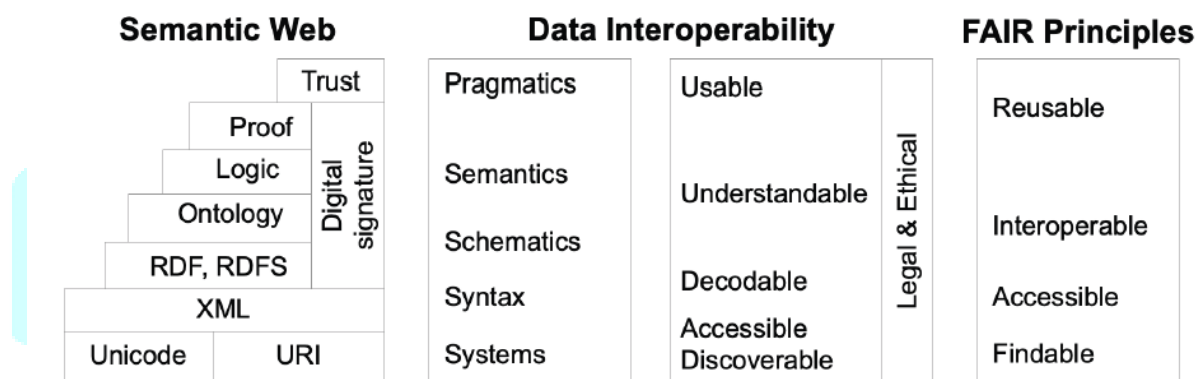 Semantic Web
Trust
Proof
Logic
Ontology
RDF, RDFS
Digital
signature
XML
Unicode
URI
Data Interoperability
Pragmatics
Semantics
Schematics
Syntax
Systems
Usable
Understandable
Decodable
Accessible
Discoverable
Legal & Ethical
FAIR Principles
Reusable
Interoperable
Accessible
Findable